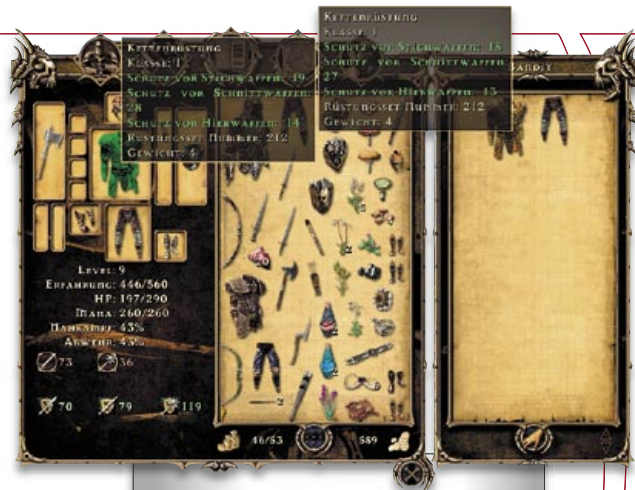 Kettenrüstung
Klasse: 1
Schutz vor Stichwaffen: 19
Schutz vor Schnittwaffen:
28
Schutz vor Hiebwaffen: 14
Rüstungsset Nummer: 212
Gewicht: 4
Kettenrüstung
Klasse: 1
Schutz vor Stichwaffen: 18
Schutz vor Schnittwaffen:
27
Schutz vor Hiebwaffen: 13
Rüstungsset Nummer: 212
Gewicht: 4
Bandit
Level: 9
Erfahrung: 446/560
HP: 197/290
Mana: 260/260
Nahkampf: 43%
Abwehr: 43%
73 36
70 79 119
46/53 589